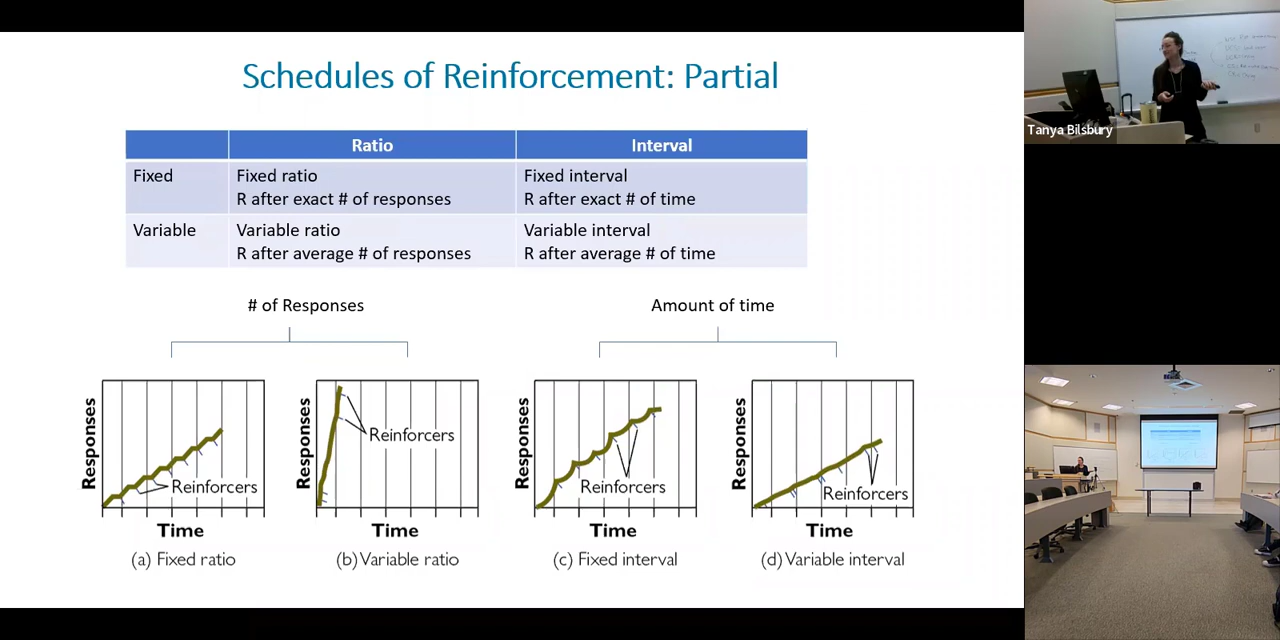 Schedules of Reinforcement: Partial
Ratio Interval
Fixed Fixed ratio Fixed interval
R after exact # of responses R after exact # of time
Variable Variable ratio Variable interval
R after average # of responses R after average # of time
# of Responses Amount of time
Responses
Reinforcers
Time
(a) Fixed ratio
Responses
Reinforcers
Time
(b) Variable ratio
Responses
Reinforcers
Time
(c) Fixed interval
Responses
Reinforcers
Time
(d) Variable interval
Tanya Bilsbury